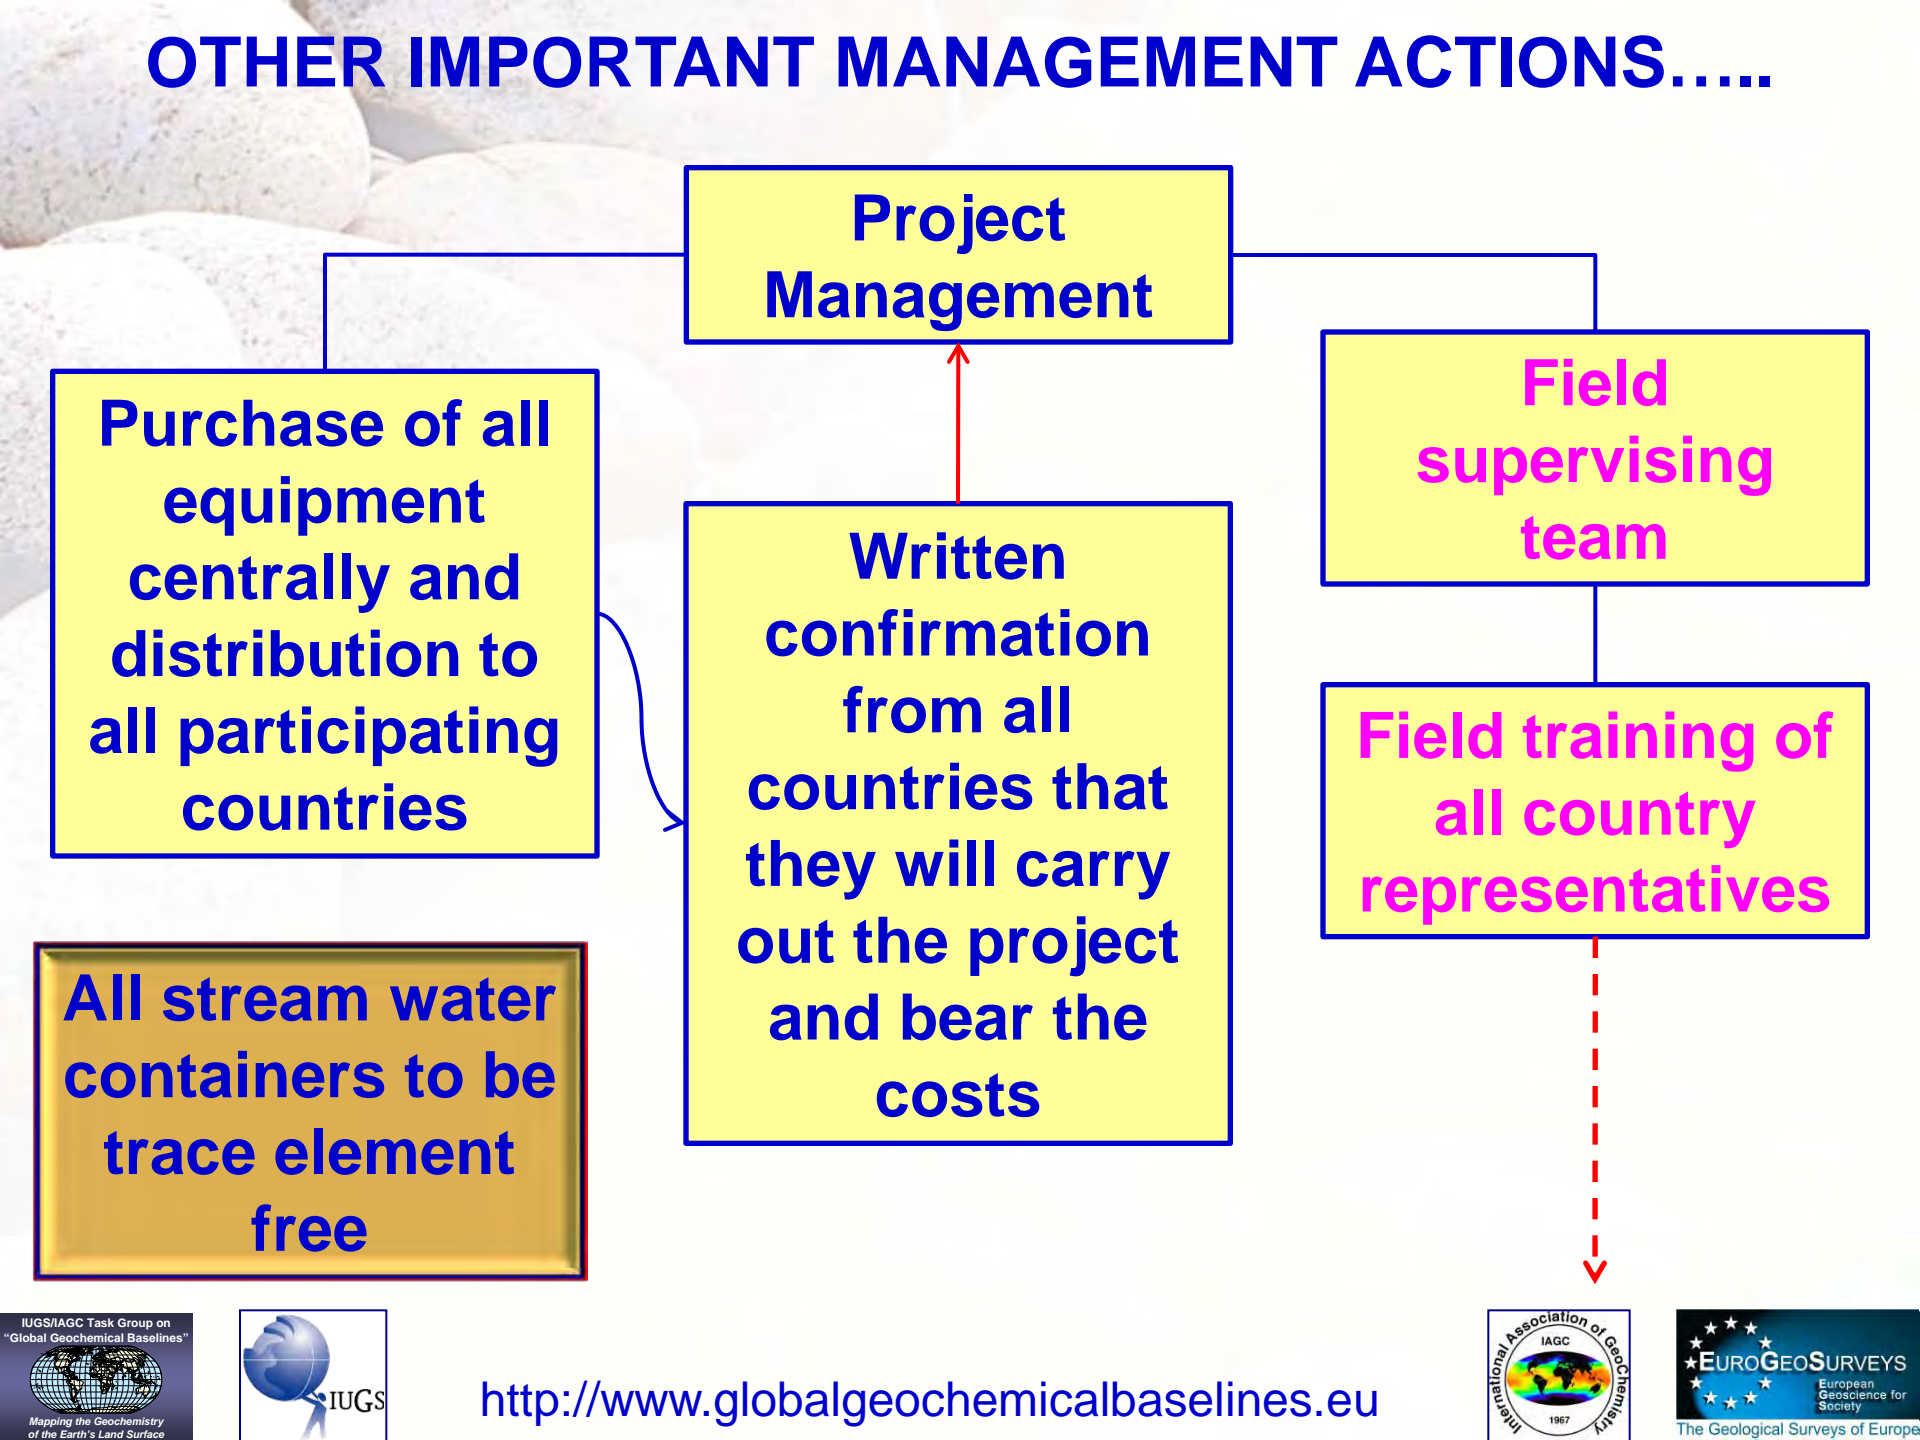 OTHER IMPORTANT MANAGEMENT ACTIONS…..
Project
Management
Purchase of all
equipment
centrally and
distribution to
all participating
countries
Written
confirmation
from all
countries that
they will carry
out the project
and bear the
costs
Field
supervising
team
Field training of
all country
representatives
All stream water
containers to be
trace element
free
IUGS/IAGC Task Group on
“Global Geochemical Baselines”
Mapping the Geochemistry
of the Earth's Land Surface
IUGS
http://www.globalgeochemicalbaselines.eu
International Association of GeoChemistry
IAGC
1967
EUROGEOSURVEYS
European
Geoscience for
Society
The Geological Surveys of Europe